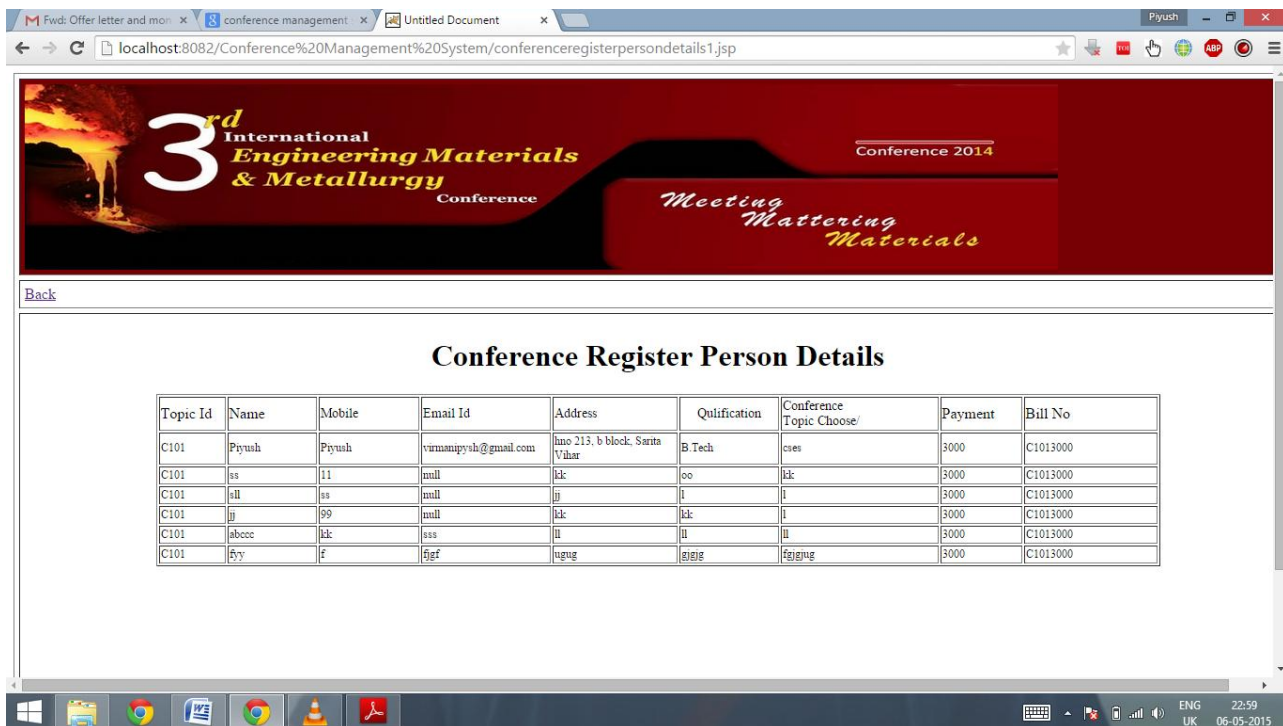 Fwd: Offer letter and mon
conference management
Untitled Document
Piyush
localhost:8082/Conference%20Management%20System/conferenceregisterpersondetails1.jsp
TOI
ABP
3rd
International
Engineering Materials
& Metallurgy
Conference
Conference 2014
Meeting
Mattering
Materials
Back
Conference Register Person Details
Topic Id Name Mobile Email Id Address Qulification Conference Topic Choose/ Payment Bill No
C101 Piyush Piyush virmanipysh@gmail.com hno 213, b block, Sarita Vihar B.Tech cses 3000 C1013000
C101 ss 11 null kk oo kk 3000 C1013000
C101 sll ss null jj l l 3000 C1013000
C101 jj 99 null kk kk l 3000 C1013000
C101 abccc kk sss ll ll ll 3000 C1013000
C101 fyy f fjgf ugug gjgjg fgjgjug 3000 C1013000
ENG 22:59
UK 06-05-2015